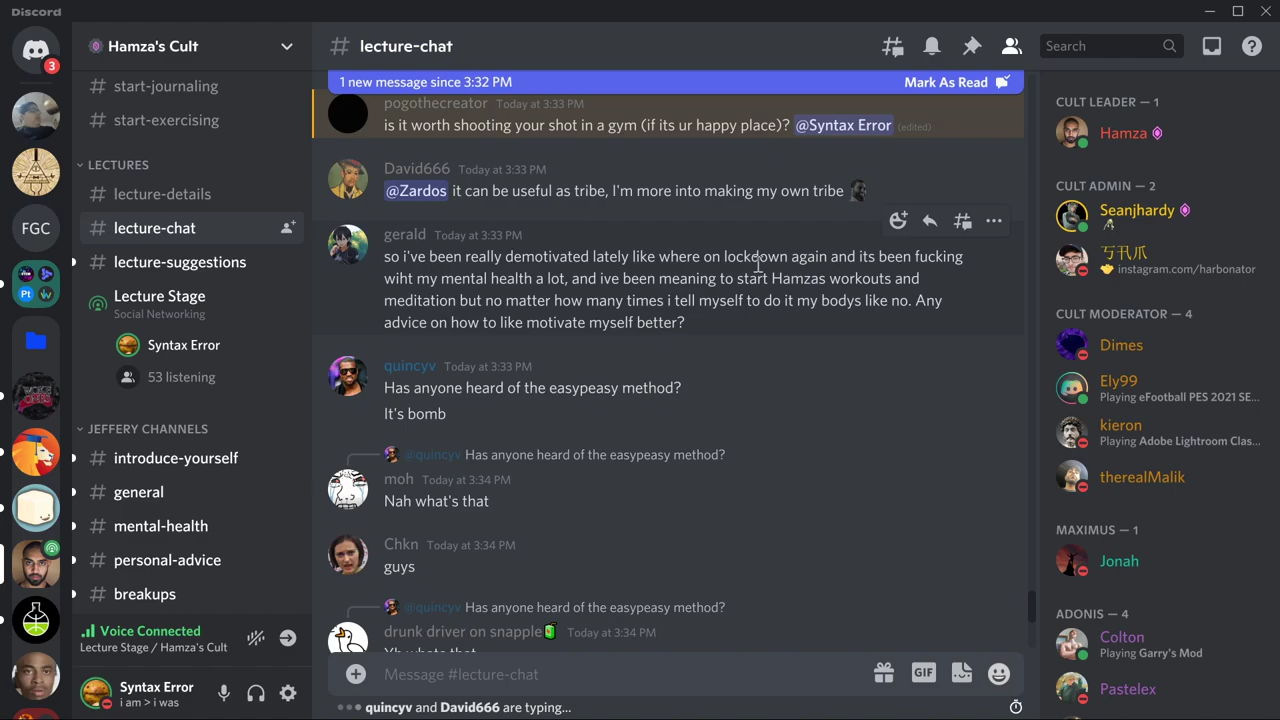 Discord
3
FGC
Hamza's Cult
start-journaling
start-exercising
LECTURES
lecture-details
lecture-chat
lecture-suggestions
Lecture Stage
Social Networking
Syntax Error
53 listening
JEFFERY CHANNELS
introduce-yourself
general
mental-health
personal-advice
breakups
Voice Connected
Lecture Stage / Hamza's Cult
Syntax Error
i am > i was
# lecture-chat
Search
1 new message since 3:32 PM
Mark As Read
pogothecreator Today at 3:33 PM
is it worth shooting your shot in a gym (if its ur happy place)? @Syntax Error (edited)
David666 Today at 3:33 PM
@Zardos it can be useful as tribe, I'm more into making my own tribe
gerald Today at 3:33 PM
so i've been really demotivated lately like where on lockdown again and its been fucking
wiht my mental health a lot, and ive been meaning to start Hamzas workouts and
meditation but no matter how many times i tell myself to do it my bodys like no. Any
advice on how to like motivate myself better?
quincyv Today at 3:33 PM
Has anyone heard of the easypeasy method?
It's bomb
@quincyv Has anyone heard of the easypeasy method?
moh Today at 3:34 PM
Nah what's that
Chkn Today at 3:34 PM
guys
@quincyv Has anyone heard of the easypeasy method?
drunk driver on snapple Today at 3:34 PM
Yh whats that
Message #lecture-chat
GIF
quincyv and David666 are typing...
CULT LEADER — 1
Hamza
CULT ADMIN — 2
Seanjhardy
instagram.com/harbonator
CULT MODERATOR — 4
Dimes
Ely99
Playing eFootball PES 2021 SE...
kieron
Playing Adobe Lightroom Clas...
therealMalik
MAXIMUS — 1
Jonah
ADONIS — 4
Colton
Playing Garry's Mod
Pastelex